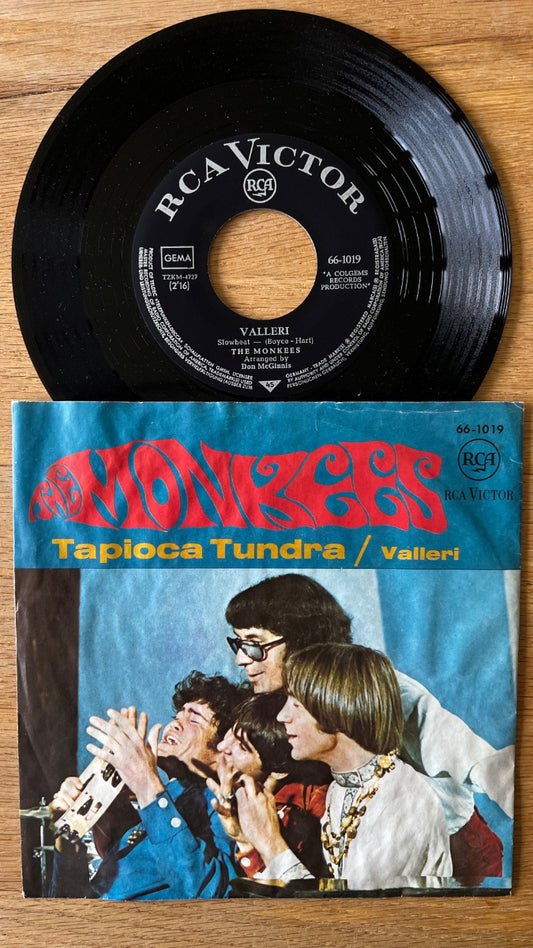 RCA VICTOR
RCA
GEMA
TZKM-4727
(2'16)
66-1019
"A COLGEMS
RECORDS
PRODUCTION"
VALLERI
Slowbeat — (Boyce - Hart)
THE MONKEES
Arranged by
Don McGinnis
45
66-1019
RCA
RCA VICTOR
THE MONKEES
Tapioca Tundra / Valleri